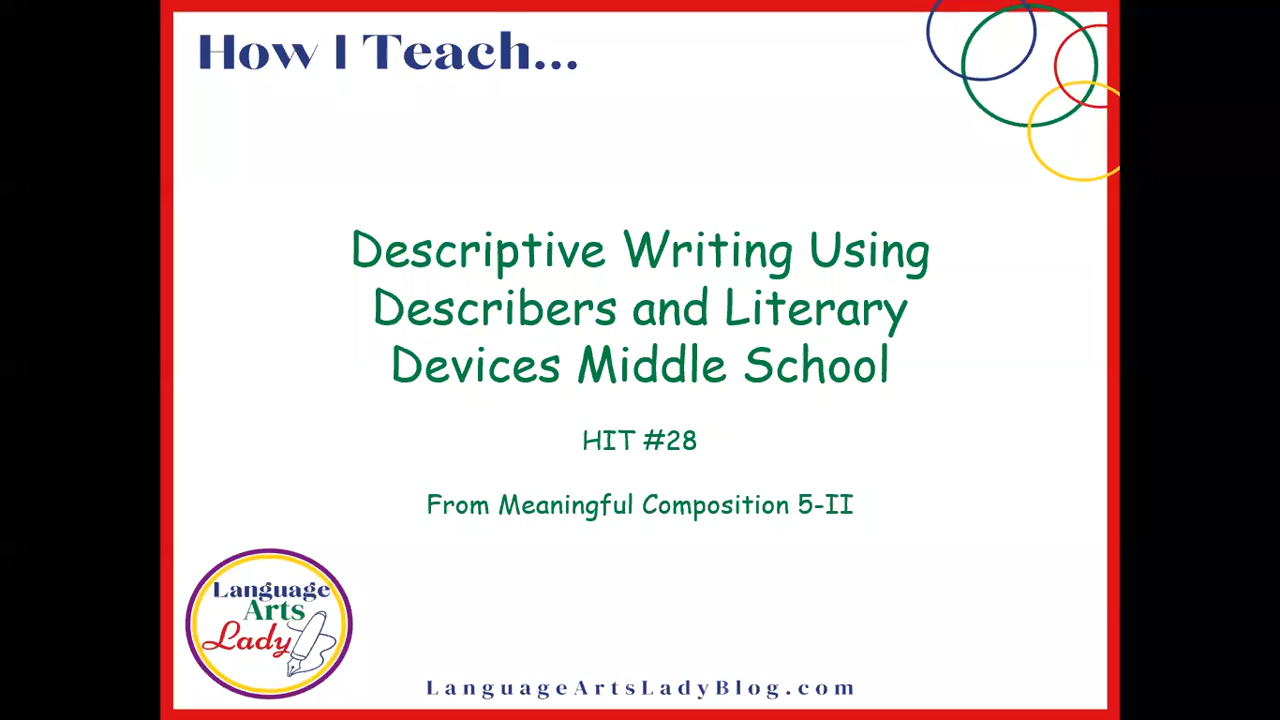 How I Teach...
Descriptive Writing Using
Describers and Literary
Devices Middle School
HIT #28
From Meaningful Composition 5-II
Language
Arts
Lady
LanguageArtsLadyBlog.com